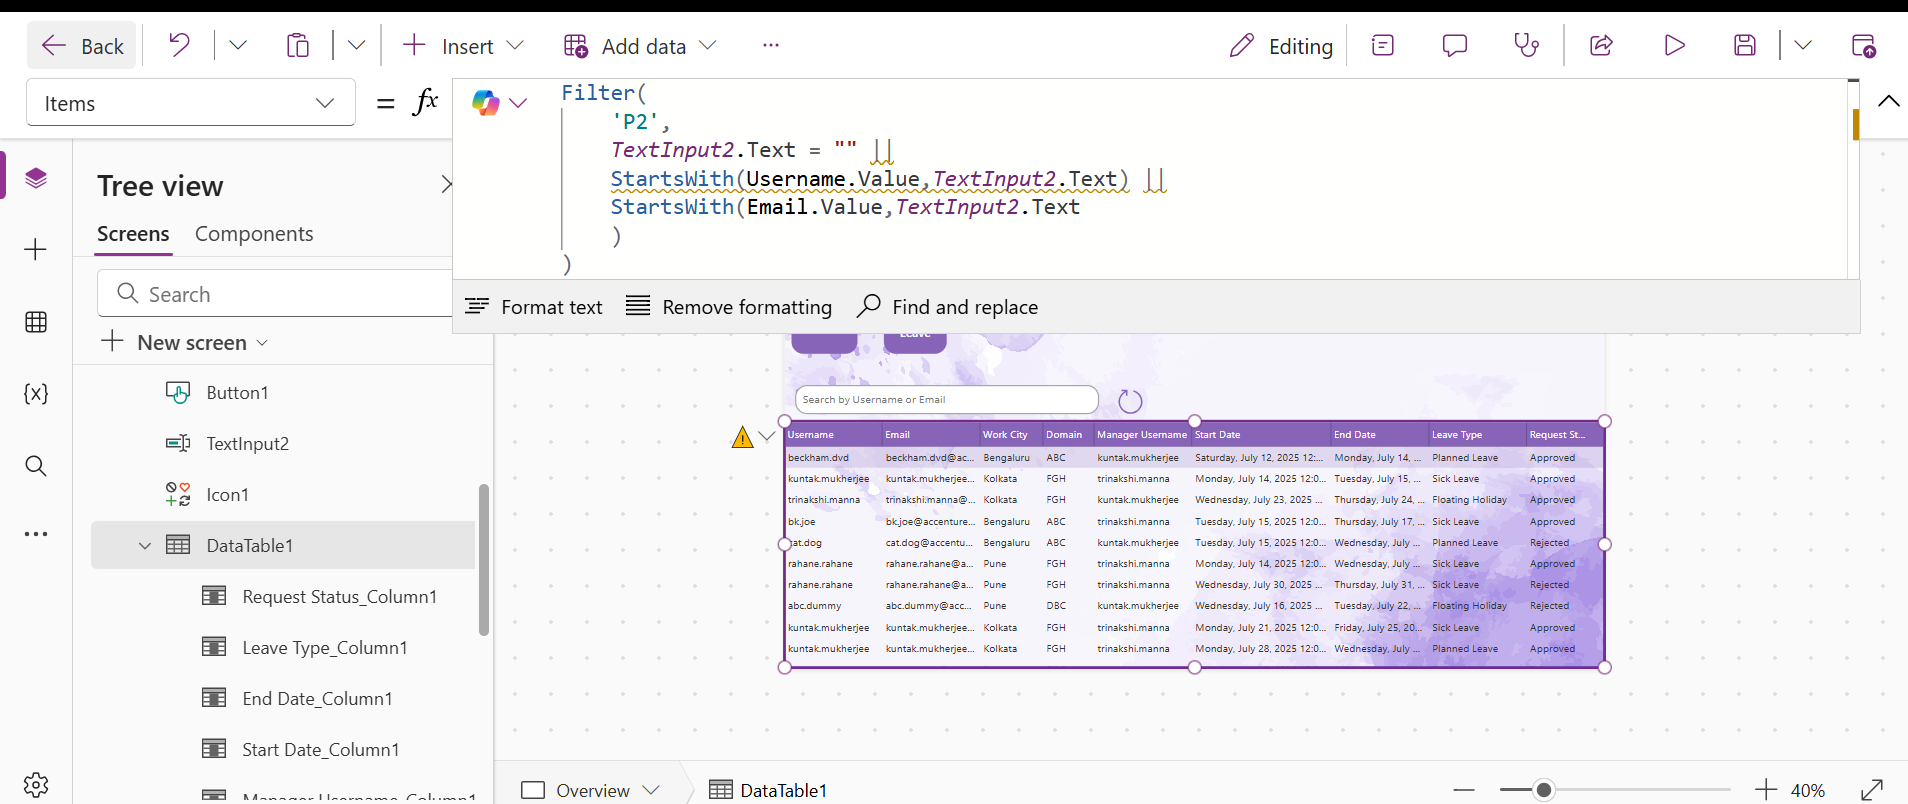 Back
Insert
Add data
Editing
Items
= fx
Filter(
'P2',
TextInput2.Text = "" ||
StartsWith(Username.Value,TextInput2.Text) ||
StartsWith(Email.Value,TextInput2.Text
)
)
Format text
Remove formatting
Find and replace
Tree view
Screens
Components
Search
New screen
Button1
TextInput2
Icon1
DataTable1
Request Status_Column1
Leave Type_Column1
End Date_Column1
Start Date_Column1
Manager Username_Column1
Leave
Search by Username or Email
Username Email Work City Domain Manager Username Start Date End Date Leave Type Request St...
beckham.dvd beckham.dvd@ac... Bengaluru ABC kuntak.mukherjee Saturday, July 12, 2025 12:... Monday, July 14, ... Planned Leave Approved
kuntak.mukherjee kuntak.mukherjee... Kolkata FGH trinakshi.manna Monday, July 14, 2025 12:0... Tuesday, July 15, ... Sick Leave Approved
trinakshi.manna trinakshi.manna@... Kolkata FGH kuntak.mukherjee Wednesday, July 23, 2025 ... Thursday, July 24, ... Floating Holiday Approved
bk.joe bk.joe@accenture... Bengaluru ABC trinakshi.manna Tuesday, July 15, 2025 12:0... Thursday, July 17, ... Sick Leave Approved
cat.dog cat.dog@accentu... Bengaluru ABC kuntak.mukherjee Tuesday, July 15, 2025 12:0... Wednesday, July ... Planned Leave Rejected
rahane.rahane rahane.rahane@a... Pune FGH trinakshi.manna Monday, July 14, 2025 12:0... Wednesday, July ... Sick Leave Approved
rahane.rahane rahane.rahane@a... Pune FGH trinakshi.manna Wednesday, July 30, 2025 ... Thursday, July 31, ... Sick Leave Rejected
abc.dummy abc.dummy@acc... Pune DBC kuntak.mukherjee Wednesday, July 16, 2025 ... Tuesday, July 22, ... Floating Holiday Rejected
kuntak.mukherjee kuntak.mukherjee... Kolkata FGH trinakshi.manna Monday, July 21, 2025 12:0... Friday, July 25, 20... Sick Leave Approved
kuntak.mukherjee kuntak.mukherjee... Kolkata FGH trinakshi.manna Monday, July 28, 2025 12:0... Wednesday, July ... Planned Leave Approved
Overview
DataTable1
40%